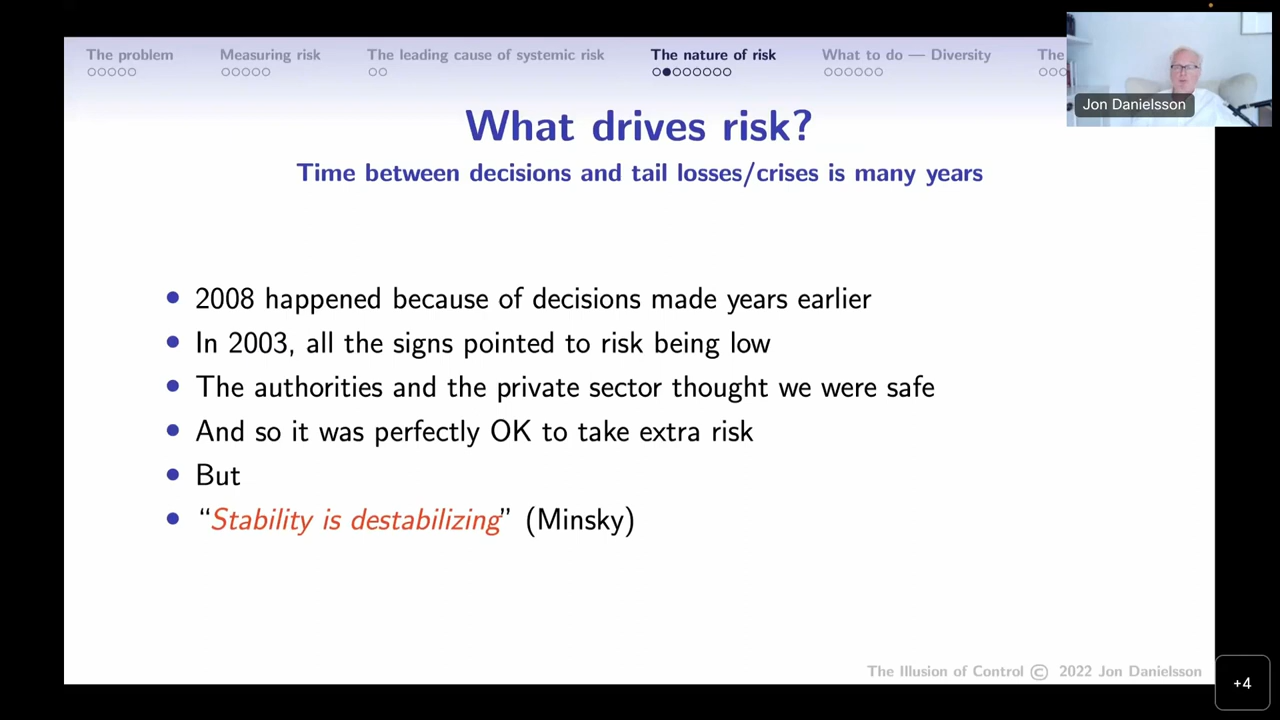 The problem
Measuring risk
The leading cause of systemic risk
The nature of risk
What to do — Diversity
The
Jon Danielsson
What drives risk?
Time between decisions and tail losses/crises is many years
• 2008 happened because of decisions made years earlier
• In 2003, all the signs pointed to risk being low
• The authorities and the private sector thought we were safe
• And so it was perfectly OK to take extra risk
• But
• “Stability is destabilizing” (Minsky)
The Illusion of Control © 2022 Jon Danielsson
+4